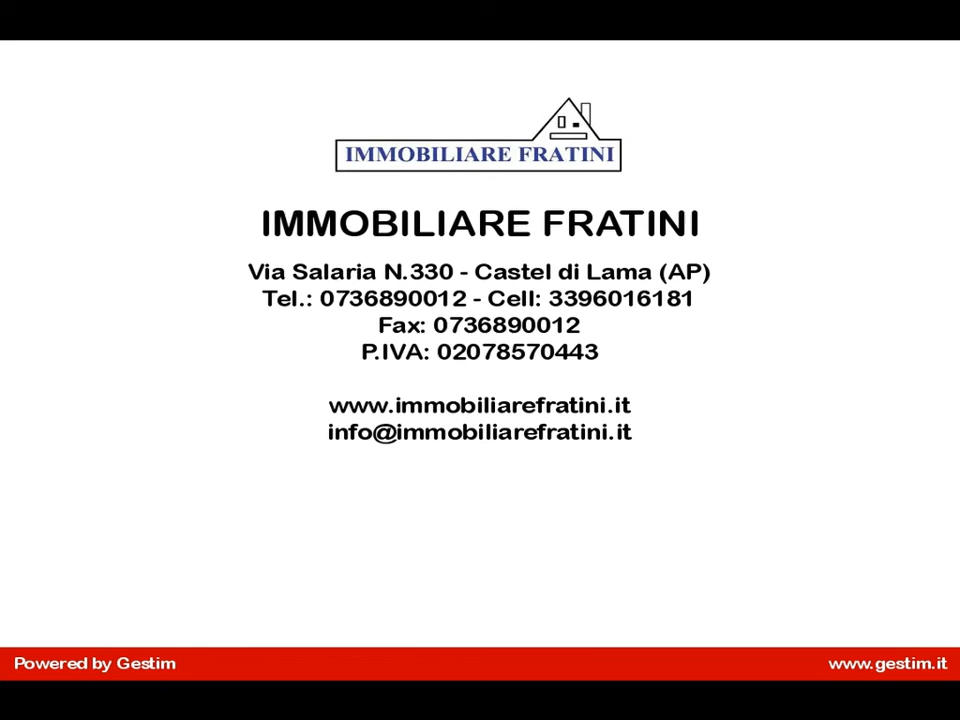 IMMOBILIARE FRATINI
IMMOBILIARE FRATINI
Via Salaria N.330 - Castel di Lama (AP)
Tel.: 0736890012 - Cell: 3396016181
Fax: 0736890012
P.IVA: 02078570443
www.immobiliarefratini.it
info@immobiliarefratini.it
Powered by Gestim
www.gestim.it